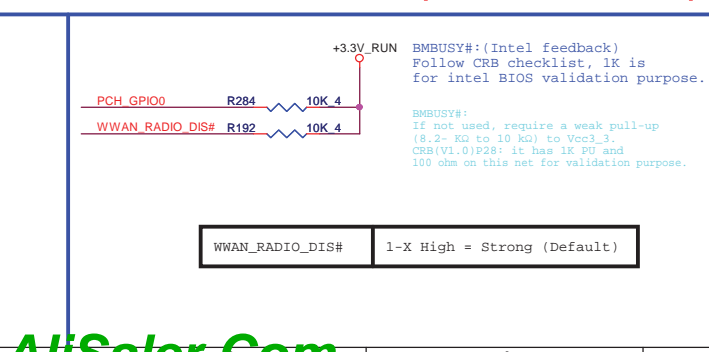 +3.3V_RUN
BMBUSY#:(Intel feedback)
Follow CRB checklist, 1K is
for intel BIOS validation purpose.
PCH_GPIO0 R284 10K_4
WWAN_RADIO_DIS# R192 10K_4
BMBUSY#:
If not used, require a weak pull-up
(8.2- KΩ to 10 kΩ) to Vcc3_3.
CRB(V1.0)P28: it has 1K PU and
100 ohm on this net for validation purpose.
WWAN_RADIO_DIS# 1-X High = Strong (Default)
AliSaler.Com